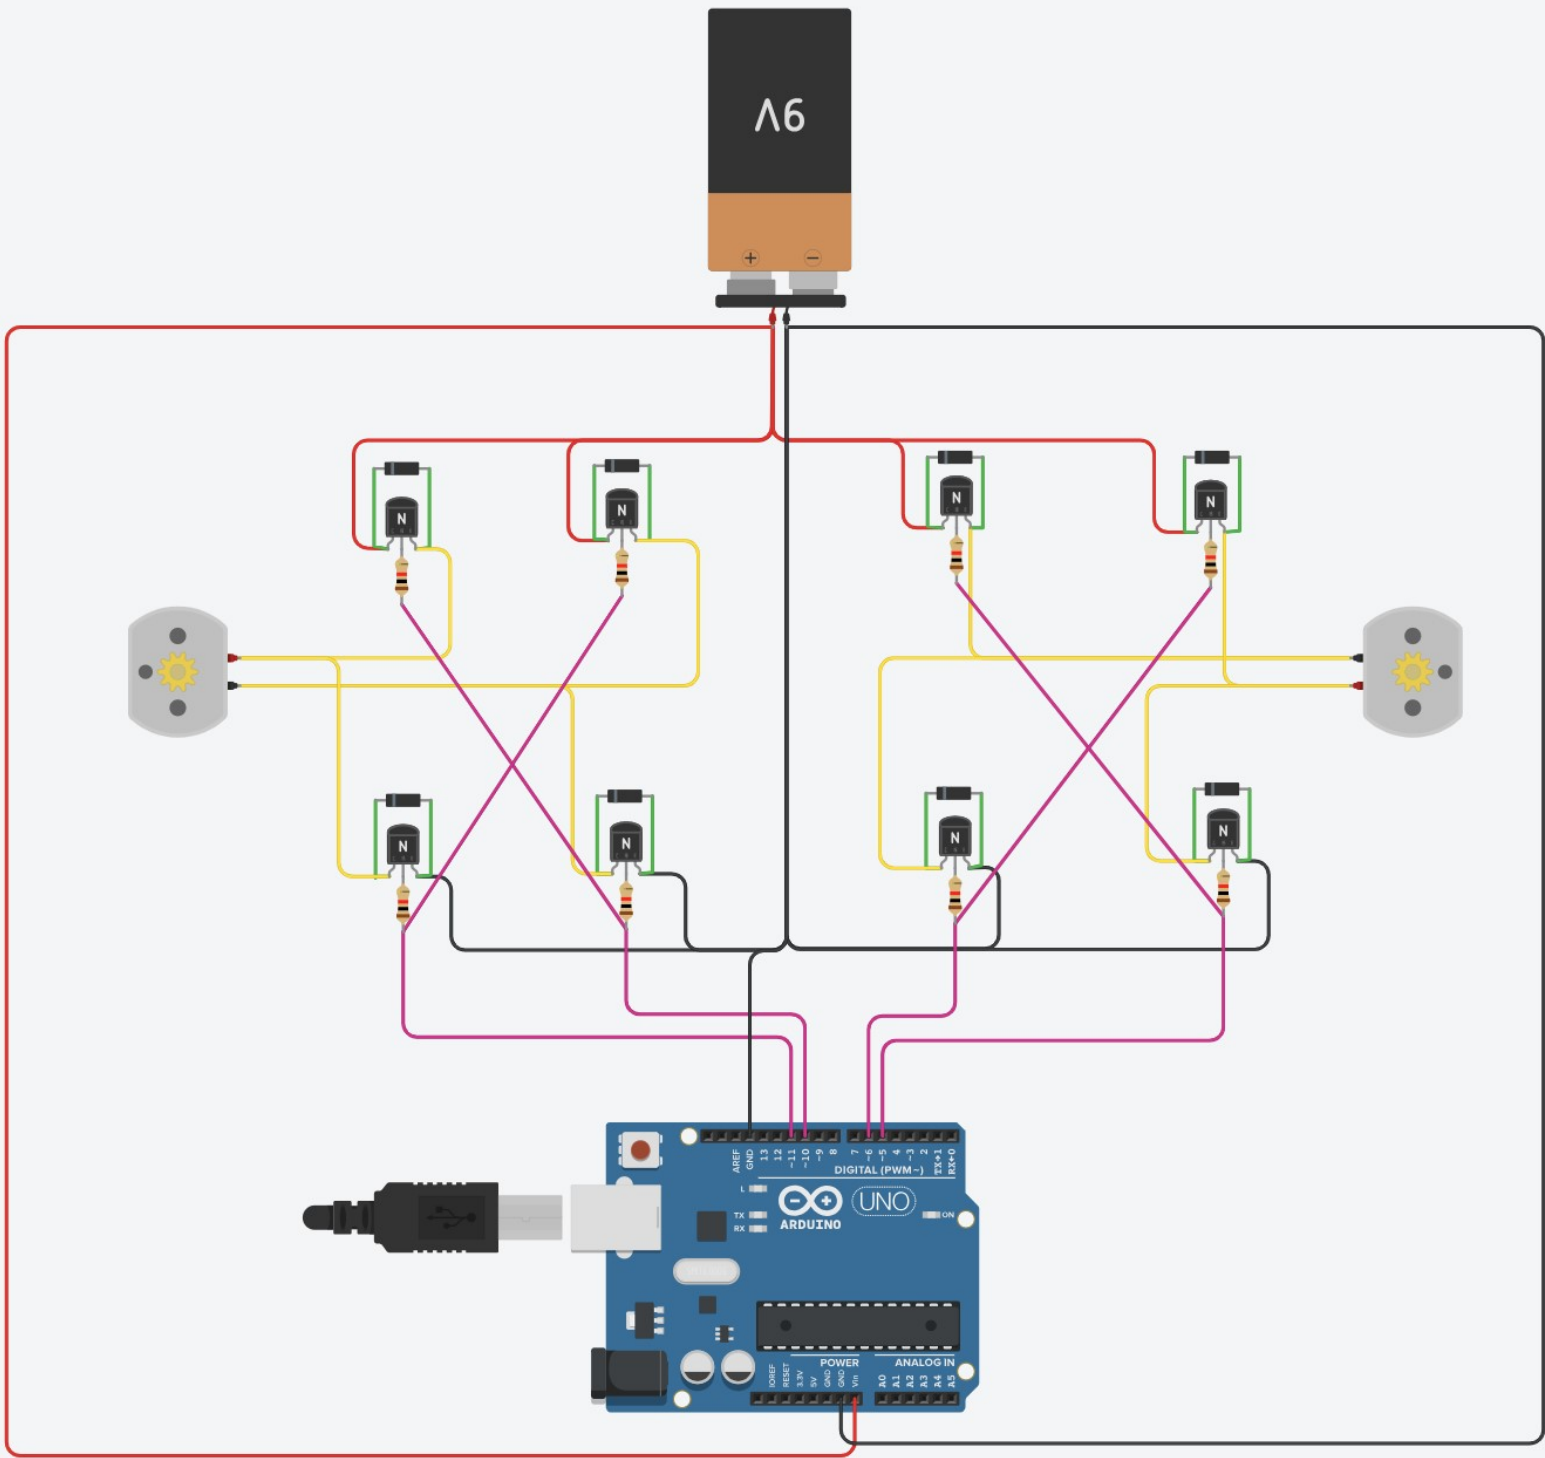 9V
+ −
N N N N
N N N N
AREF GND 13 12 ~11 ~10 ~9 8 7 ~6 ~5 4 ~3 2 TX→1 RX←0
DIGITAL (PWM~)
L
TX
RX
ARDUINO
UNO
ON
POWER
ANALOG IN
IOREF RESET 3.3V 5V GND GND Vin A0 A1 A2 A3 A4 A5